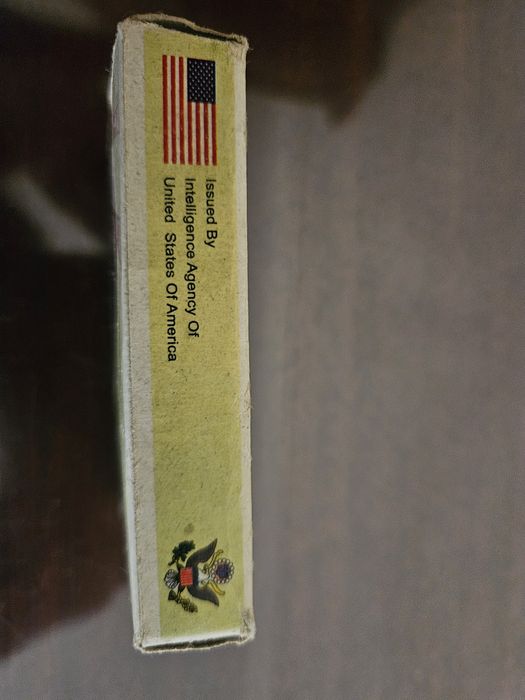 Issued By
Intelligence Agency Of
United States Of America